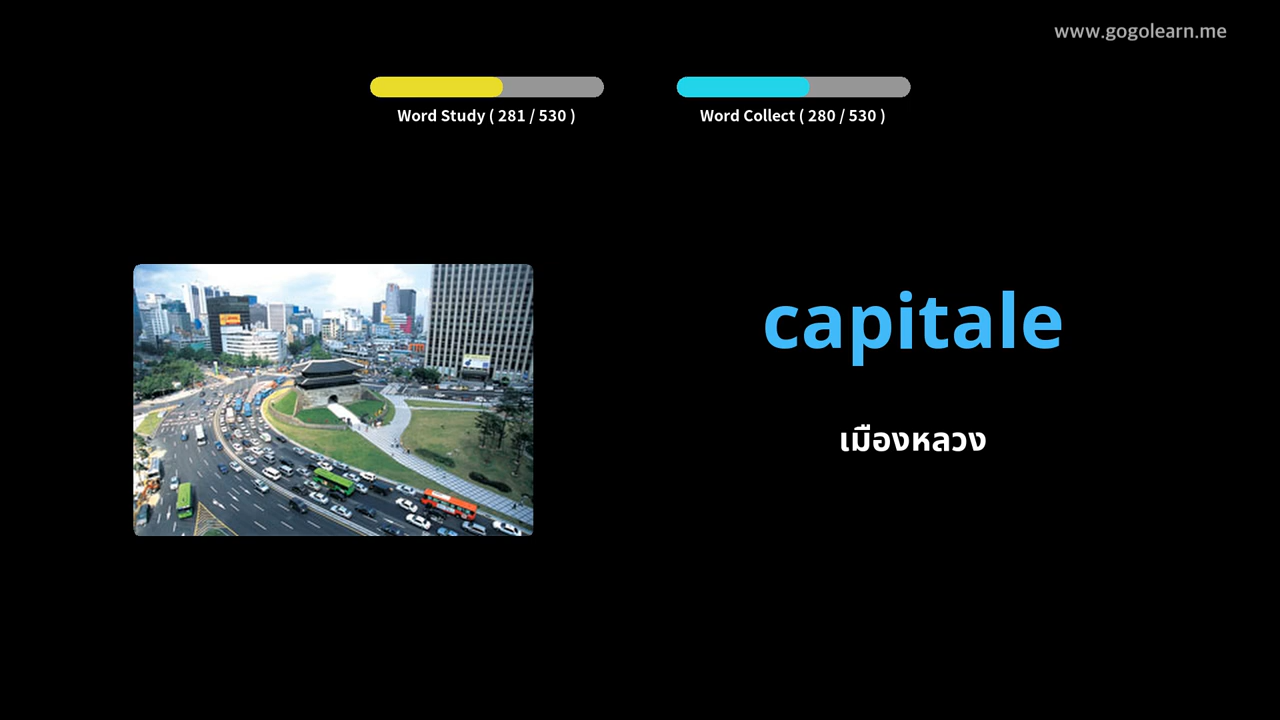 www.gogolearn.me
Word Study ( 281 / 530 )
Word Collect ( 280 / 530 )
capitale
เมืองหลวง